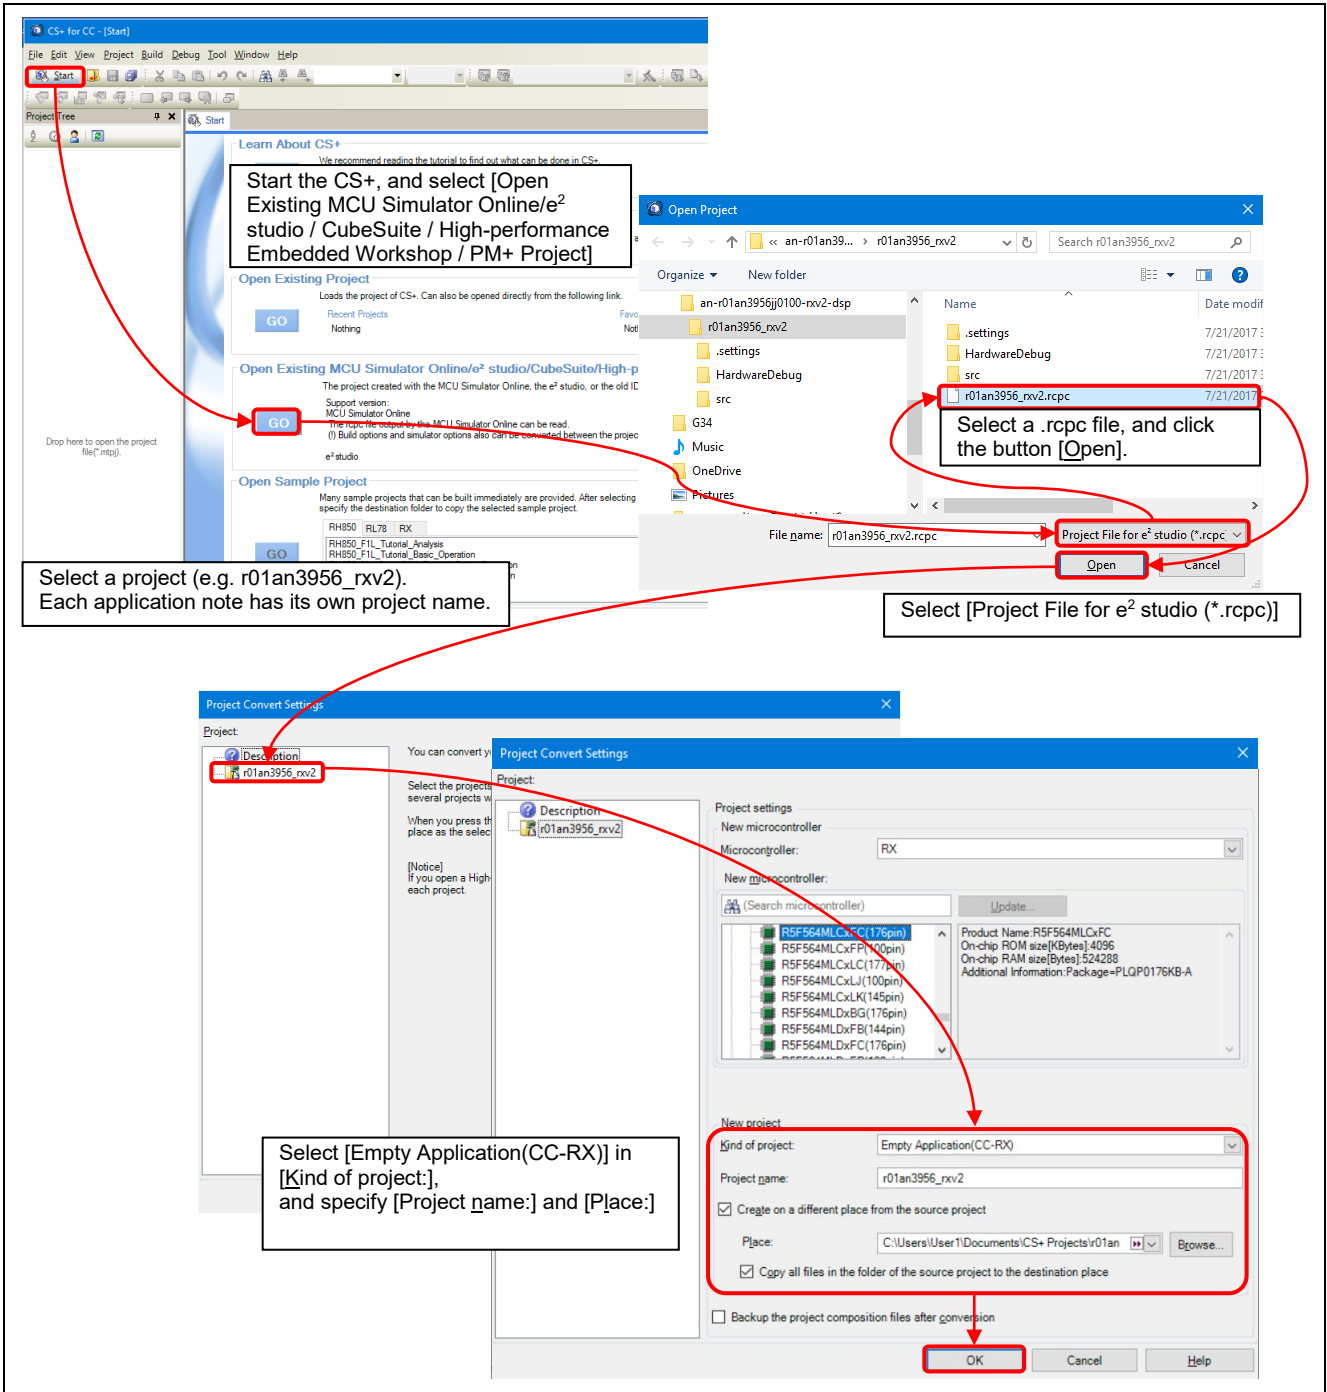 CS+ for CC - [Start]
File Edit View Project Build Debug Tool Window Help
Start
Project Tree
Start
Learn About CS+
We recommend reading the tutorial to find out what can be done in CS+.
Start the CS+, and select [Open
Existing MCU Simulator Online/e2
studio / CubeSuite / High-performance
Embedded Workshop / PM+ Project]
Open Existing Project
Loads the project of CS+. Can also be opened directly from the following link.
GO
Recent Projects
Nothing
Open Existing MCU Simulator Online/e² studio/CubeSuite/High-p
The project created with the MCU Simulator Online, the e² studio, or the old ID
Support version:
MCU Simulator Online
GO
The rcpc file output by the MCU Simulator Online can be read.
(!) Build options and simulator options also can be converted between the projec
e² studio
Drop here to open the project
file(*.mtpj).
Open Sample Project
Many sample projects that can be built immediately are provided. After selecting
specify the destination folder to copy the selected sample project.
RH850 RL78 RX
RH850_F1L_Tutorial_Analysis
RH850_F1L_Tutorial_Basic_Operation
GO
Select a project (e.g. r01an3956_rxv2).
Each application note has its own project name.
Open Project
« an-r01an39... › r01an3956_rxv2
Search r01an3956_rxv2
Organize
New folder
an-r01an3956jj0100-rxv2-dsp
r01an3956_rxv2
.settings
HardwareDebug
src
G34
Music
OneDrive
Pictures
Name Date modif
.settings 7/21/2017
HardwareDebug 7/21/2017
src 7/21/2017
r01an3956_rxv2.rcpc 7/21/2017
Select a .rcpc file, and click
the button [Open].
File name: r01an3956_rxv2.rcpc
Project File for e² studio (*.rcpc
Open Cancel
Select [Project File for e2 studio (*.rcpc)]
Project Convert Settings
Project:
Description
r01an3956_rxv2
You can convert y
Select the projects
several projects w
When you press th
place as the selec
[Notice]
If you open a High-
each project.
Project Convert Settings
Project:
Description
r01an3956_rxv2
Project settings
New microcontroller
Microcontroller: RX
New microcontroller:
(Search microcontroller)
Update...
R5F564MLCxFC(176pin)
R5F564MLCxFP(100pin)
R5F564MLCxLC(177pin)
R5F564MLCxLJ(100pin)
R5F564MLCxLK(145pin)
R5F564MLDxBG(176pin)
R5F564MLDxFB(144pin)
R5F564MLDxFC(176pin)
Product Name:R5F564MLCxFC
On-chip ROM size[KBytes]:4096
On-chip RAM size[Bytes]:524288
Additional Information:Package=PLQP0176KB-A
New project
Kind of project: Empty Application(CC-RX)
Project name: r01an3956_rxv2
Create on a different place from the source project
Place: C:\Users\User1\Documents\CS+ Projects\r01an
Browse...
Copy all files in the folder of the source project to the destination place
Backup the project composition files after conversion
OK Cancel Help
Select [Empty Application(CC-RX)] in
[Kind of project:],
and specify [Project name:] and [Place:]